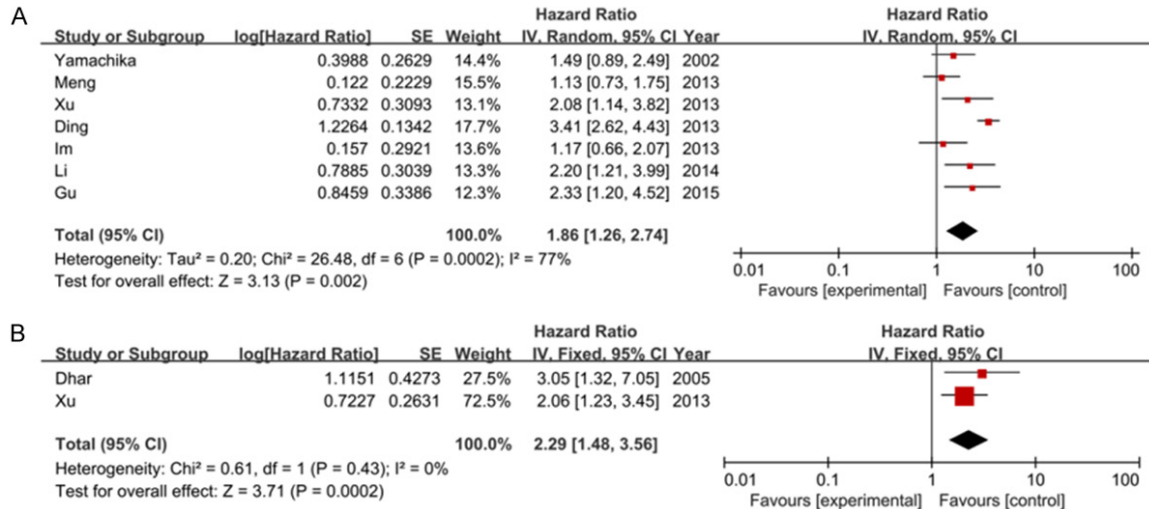 A
Hazard Ratio Hazard Ratio
Study or Subgroup log[Hazard Ratio] SE Weight IV, Random, 95% CI Year IV, Random, 95% CI
Yamachika 0.3988 0.2629 14.4% 1.49 [0.89, 2.49] 2002
Meng 0.122 0.2229 15.5% 1.13 [0.73, 1.75] 2013
Xu 0.7332 0.3093 13.1% 2.08 [1.14, 3.82] 2013
Ding 1.2264 0.1342 17.7% 3.41 [2.62, 4.43] 2013
Im 0.157 0.2921 13.6% 1.17 [0.66, 2.07] 2013
Li 0.7885 0.3039 13.3% 2.20 [1.21, 3.99] 2014
Gu 0.8459 0.3386 12.3% 2.33 [1.20, 4.52] 2015
Total (95% CI) 100.0% 1.86 [1.26, 2.74]
Heterogeneity: Tau² = 0.20; Chi² = 26.48, df = 6 (P = 0.0002); I² = 77%
Test for overall effect: Z = 3.13 (P = 0.002)
0.01 0.1 1 10 100
Favours [experimental] Favours [control]
B
Hazard Ratio Hazard Ratio
Study or Subgroup log[Hazard Ratio] SE Weight IV, Fixed, 95% CI Year IV, Fixed, 95% CI
Dhar 1.1151 0.4273 27.5% 3.05 [1.32, 7.05] 2005
Xu 0.7227 0.2631 72.5% 2.06 [1.23, 3.45] 2013
Total (95% CI) 100.0% 2.29 [1.48, 3.56]
Heterogeneity: Chi² = 0.61, df = 1 (P = 0.43); I² = 0%
Test for overall effect: Z = 3.71 (P = 0.0002)
0.01 0.1 1 10 100
Favours [experimental] Favours [control]